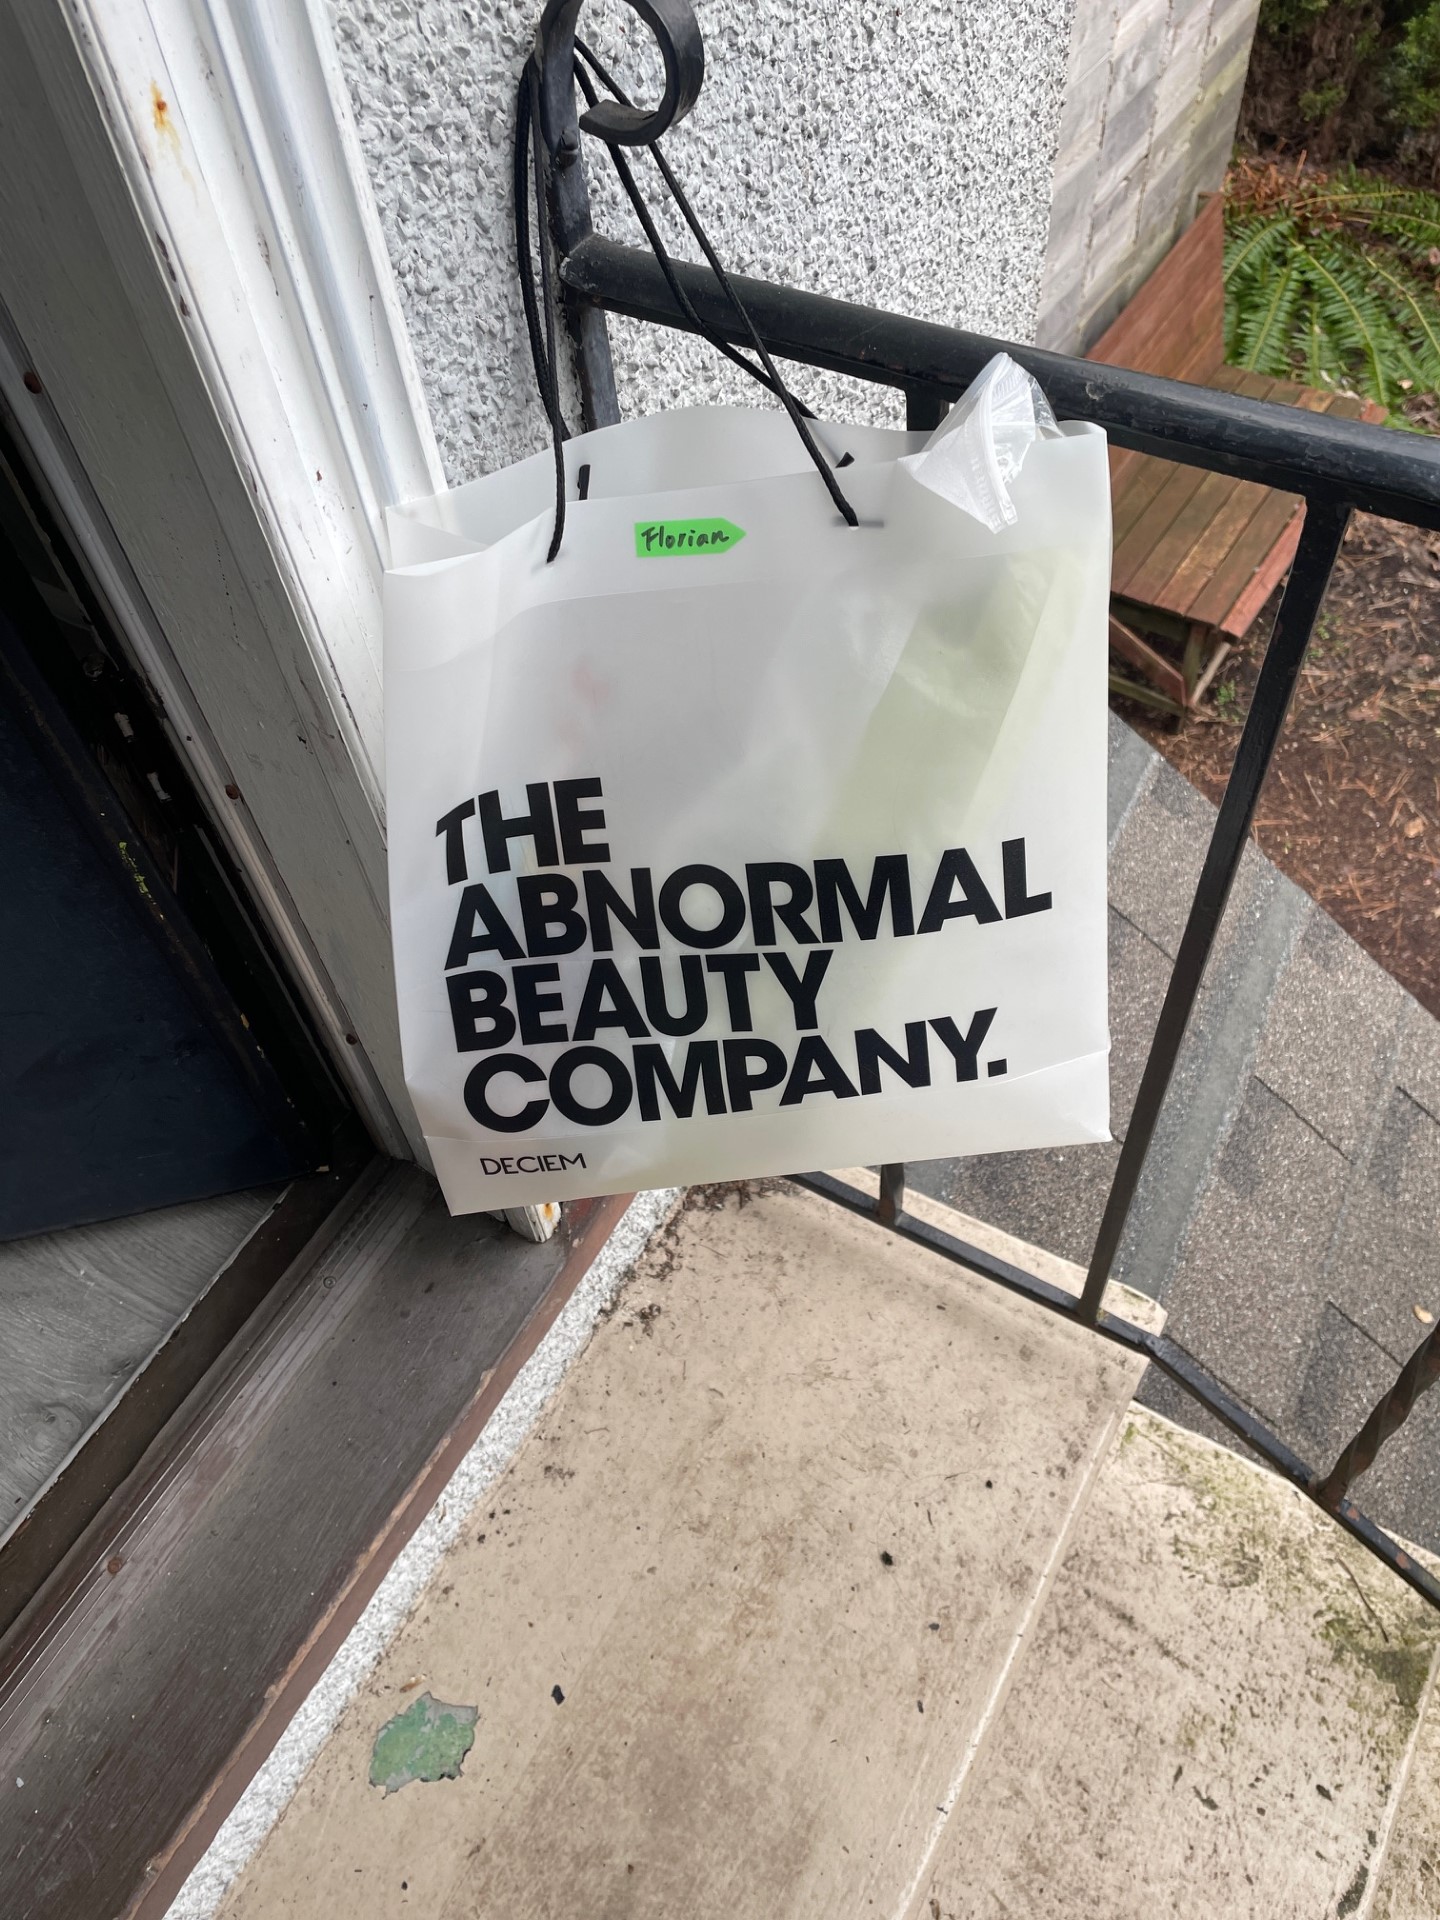 Florian
THE
ABNORMAL
BEAUTY
COMPANY.
DECIEM